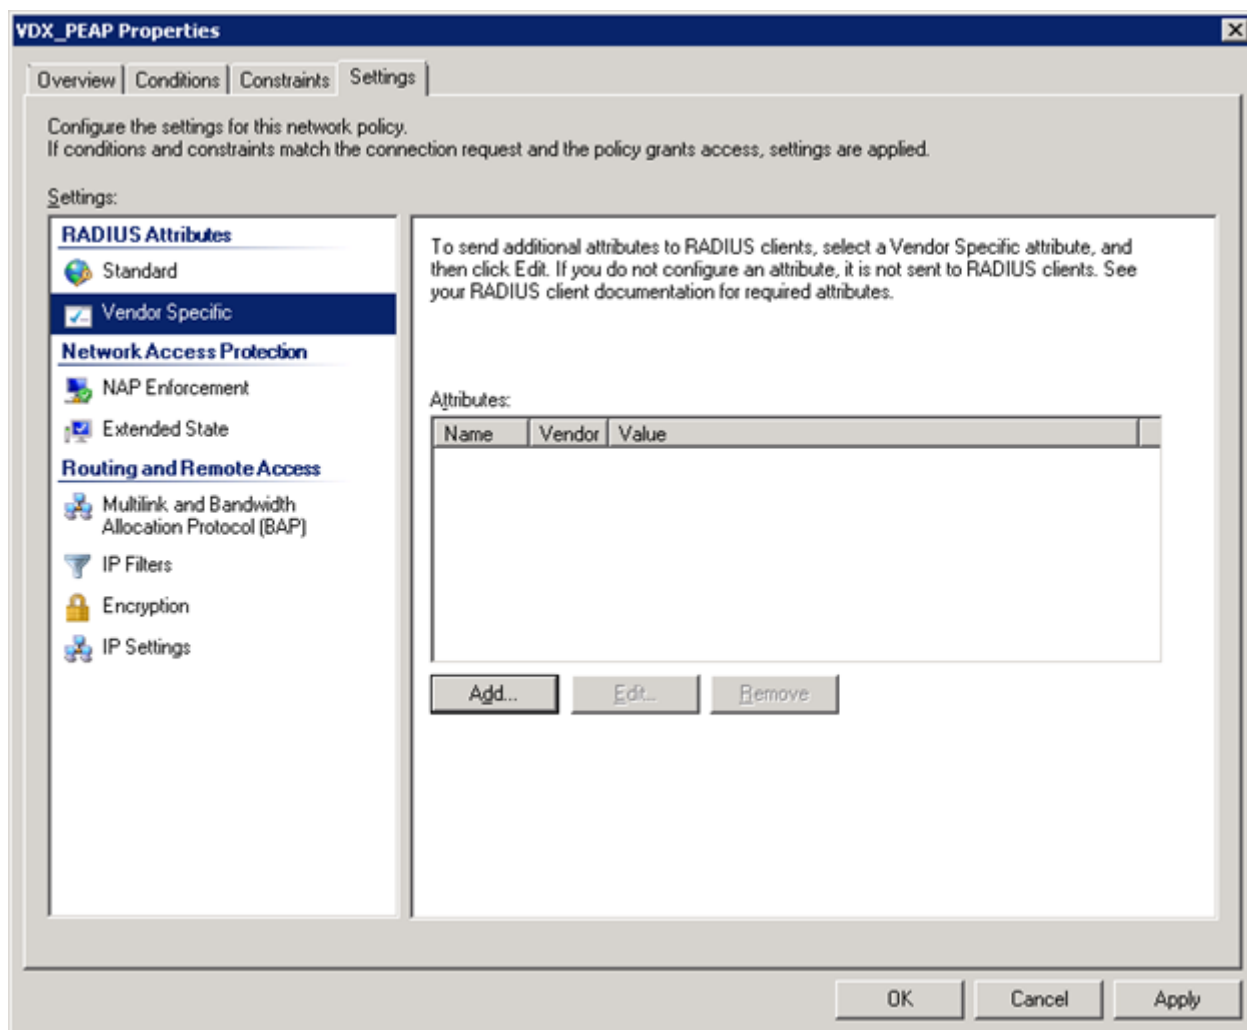 VDX_PEAP Properties
Overview
Conditions
Constraints
Settings
Configure the settings for this network policy.
If conditions and constraints match the connection request and the policy grants access, settings are applied.
Settings:
RADIUS Attributes
Standard
Vendor Specific
Network Access Protection
NAP Enforcement
Extended State
Routing and Remote Access
Multilink and Bandwidth
Allocation Protocol (BAP)
IP Filters
Encryption
IP Settings
To send additional attributes to RADIUS clients, select a Vendor Specific attribute, and
then click Edit. If you do not configure an attribute, it is not sent to RADIUS clients. See
your RADIUS client documentation for required attributes.
Attributes:
Name Vendor Value
Add... Edit... Remove
OK Cancel Apply